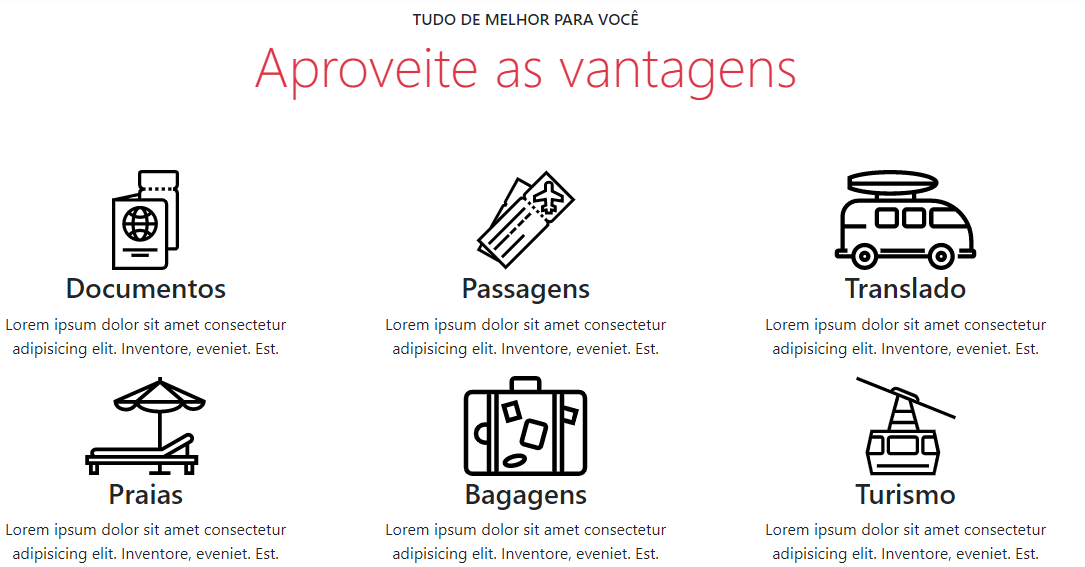 TUDO DE MELHOR PARA VOCÊ
Aproveite as vantagens
Documentos
Lorem ipsum dolor sit amet consectetur
adipisicing elit. Inventore, eveniet. Est.
Passagens
Lorem ipsum dolor sit amet consectetur
adipisicing elit. Inventore, eveniet. Est.
Translado
Lorem ipsum dolor sit amet consectetur
adipisicing elit. Inventore, eveniet. Est.
Praias
Lorem ipsum dolor sit amet consectetur
adipisicing elit. Inventore, eveniet. Est.
Bagagens
Lorem ipsum dolor sit amet consectetur
adipisicing elit. Inventore, eveniet. Est.
Turismo
Lorem ipsum dolor sit amet consectetur
adipisicing elit. Inventore, eveniet. Est.